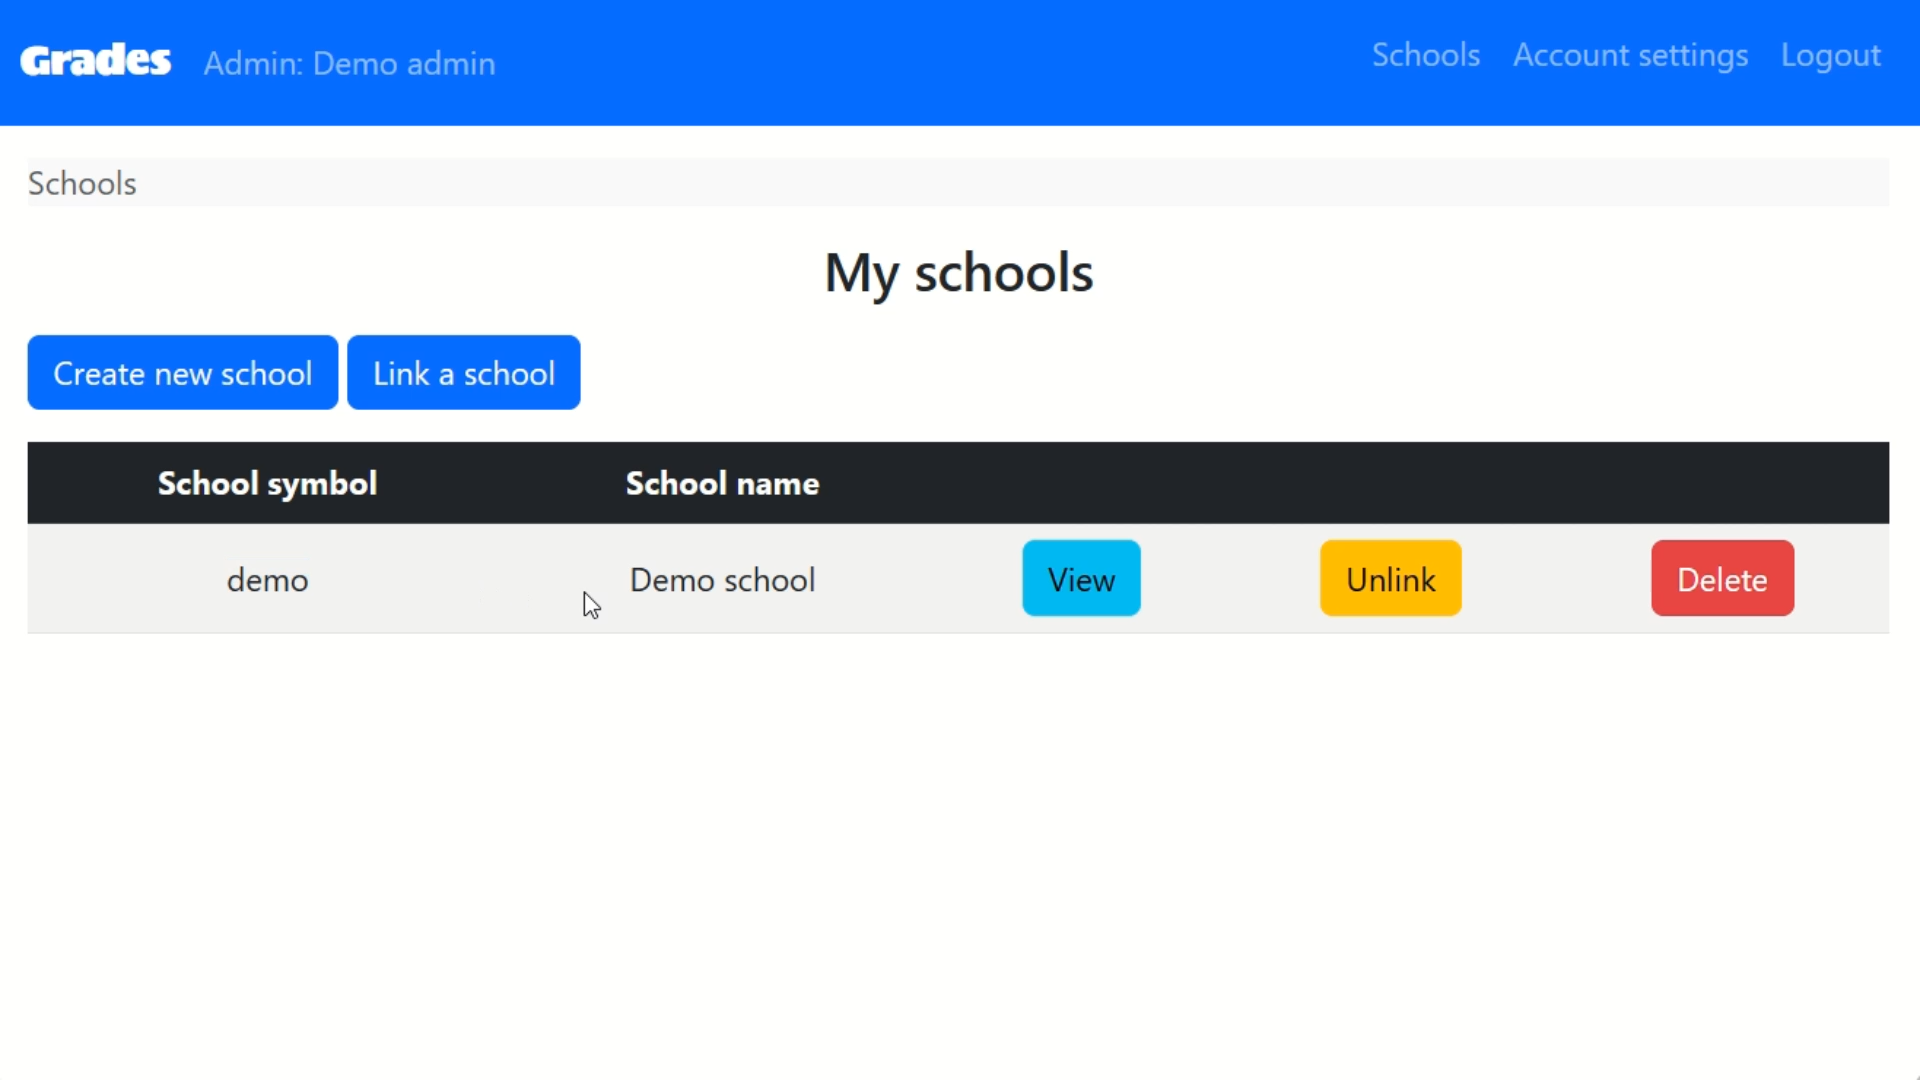 Grades Admin: Demo admin Schools Account settings Logout
Schools
My schools
Create new school Link a school
School symbol School name
demo Demo school View Unlink Delete